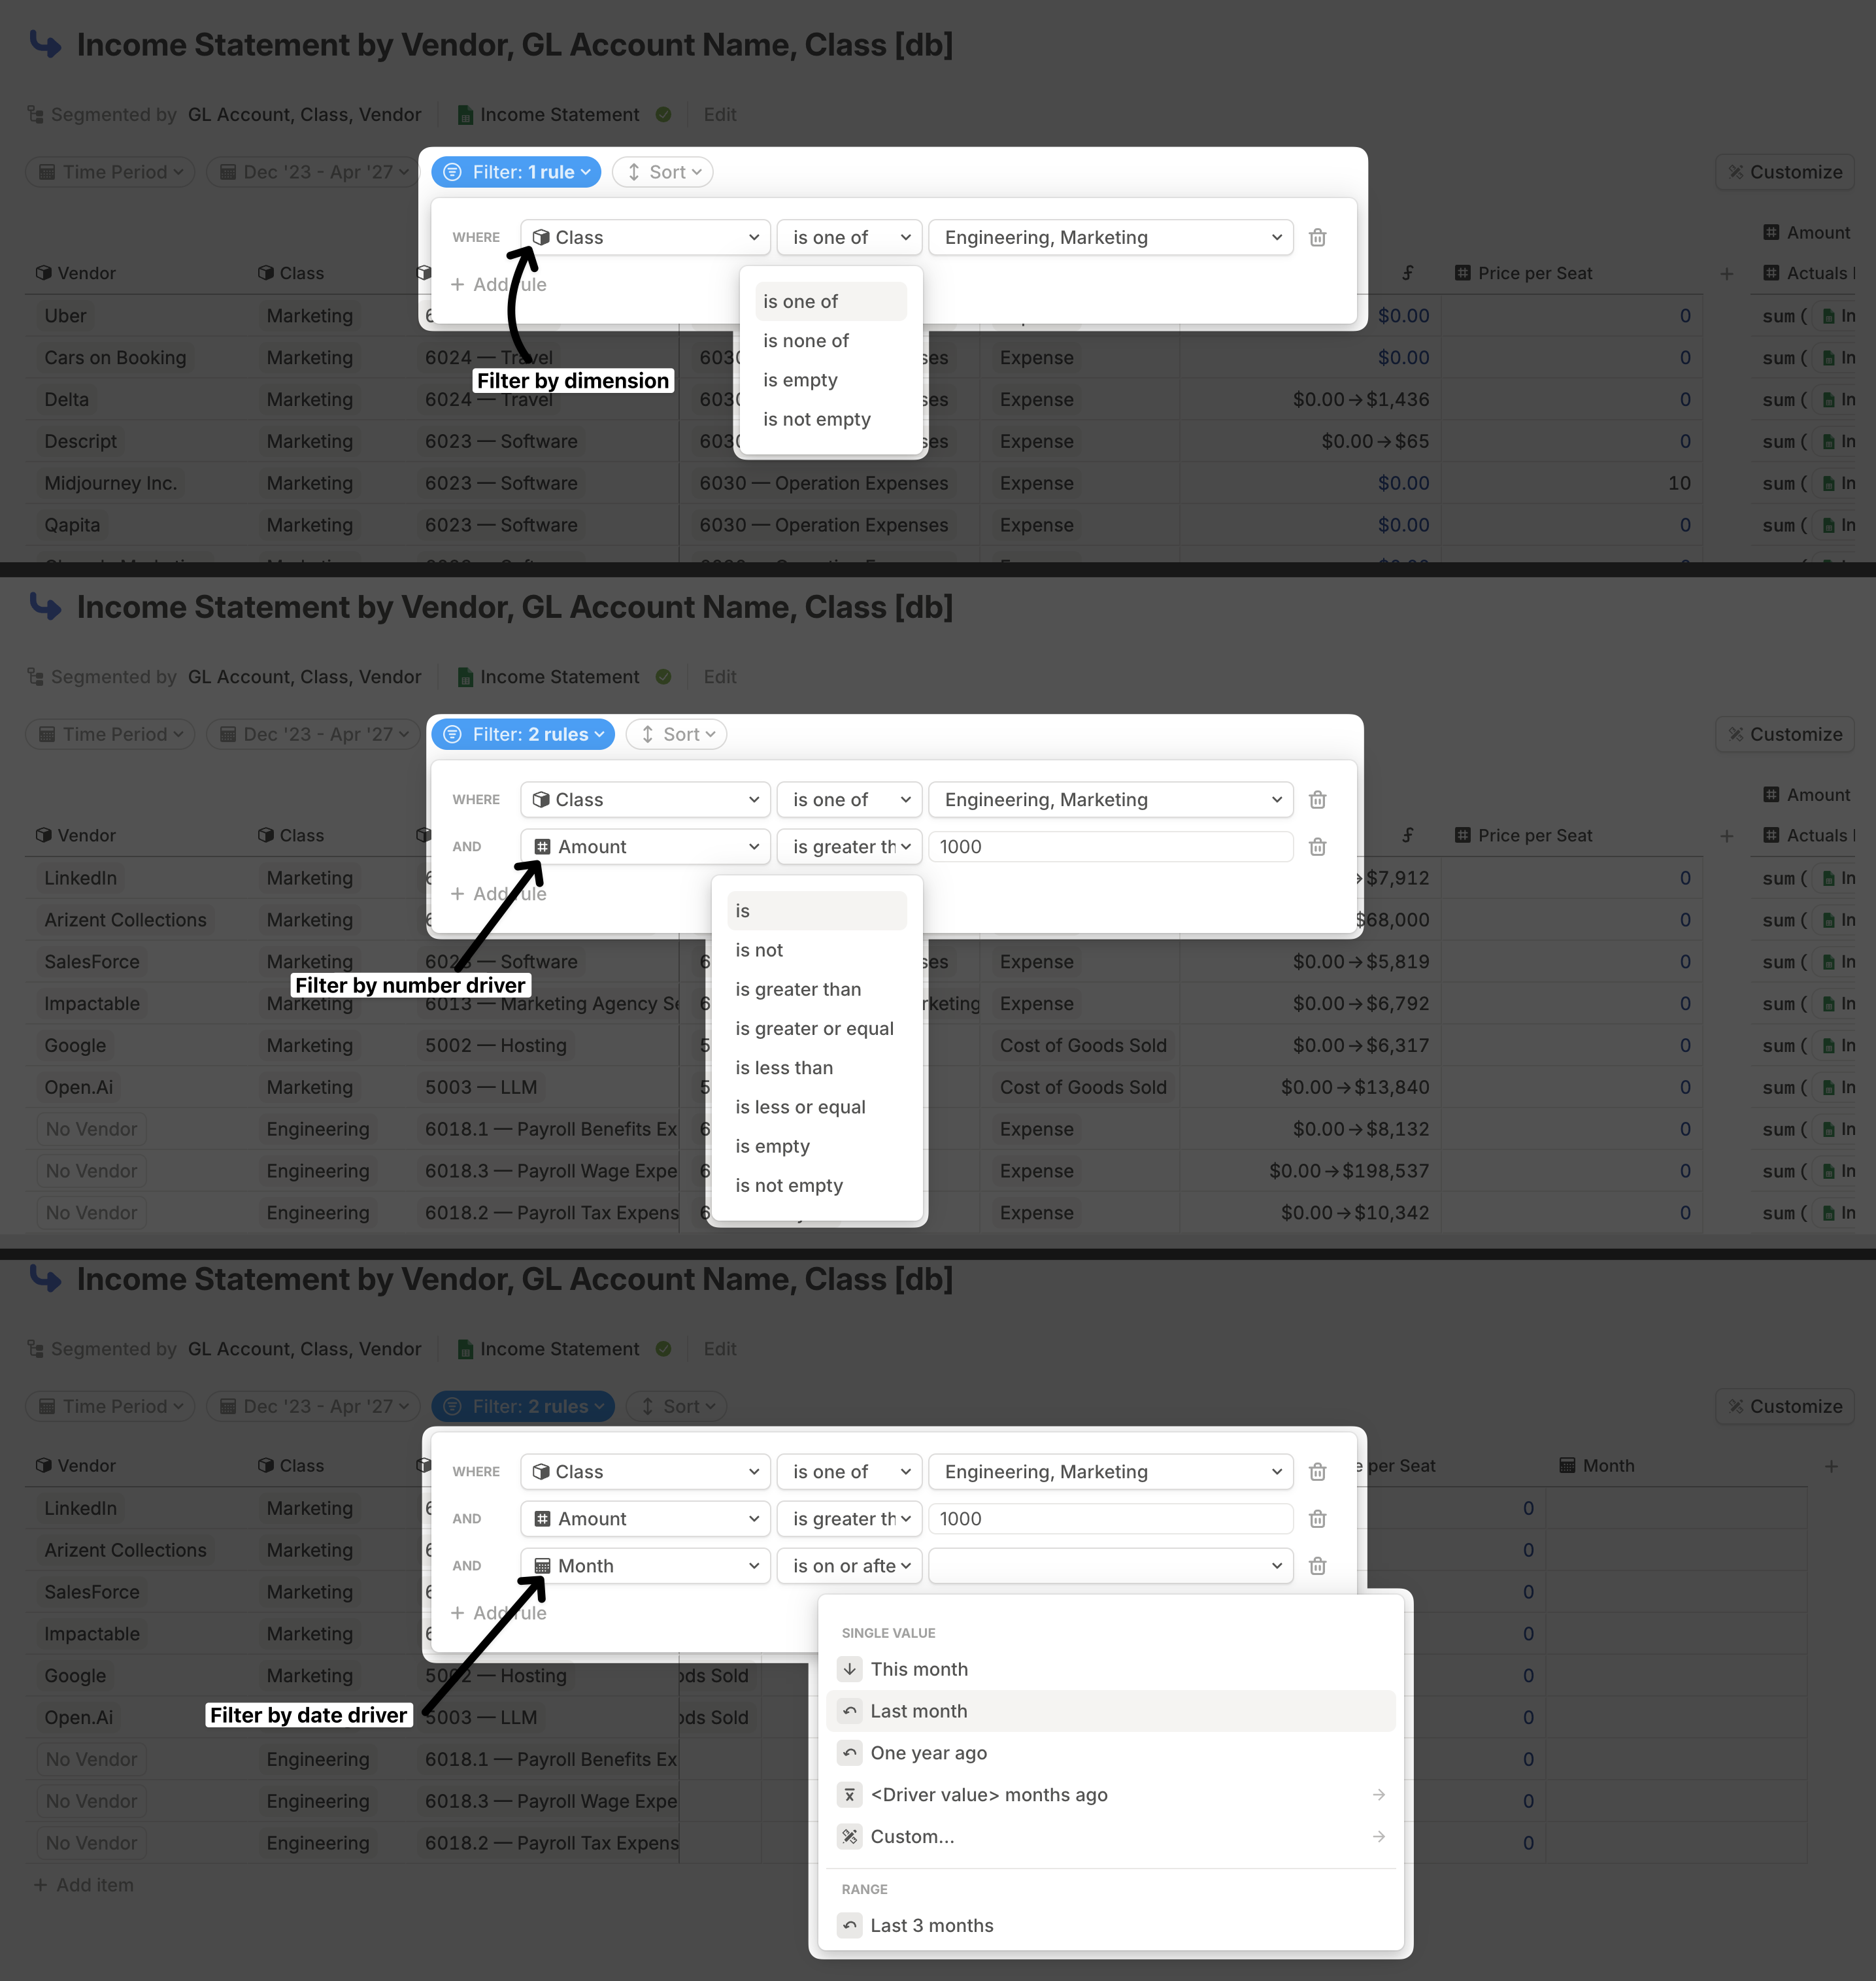 Income Statement by Vendor, GL Account Name, Class [db]
Segmented by GL Account, Class, Vendor Income Statement Edit
Time Period Dec '23 - Apr '27 Filter: 1 rule Sort Customize
WHERE Class is one of Engineering, Marketing
Amount
Vendor Class Price per Seat + Actuals
+ Add rule
is one of
is none of
is empty
is not empty
Filter by dimension
Uber Marketing $0.00 0 sum ( In
Cars on Booking Marketing 6024 — Travel Expense $0.00 0 sum ( In
Delta Marketing 6024 — Travel Expense $0.00→$1,436 0 sum ( In
Descript Marketing 6023 — Software Expense $0.00→$65 0 sum ( In
Midjourney Inc. Marketing 6023 — Software 6030 — Operation Expenses Expense $0.00 10 sum ( In
Qapita Marketing 6023 — Software 6030 — Operation Expenses Expense $0.00 0 sum ( In
Income Statement by Vendor, GL Account Name, Class [db]
Segmented by GL Account, Class, Vendor Income Statement Edit
Time Period Dec '23 - Apr '27 Filter: 2 rules Sort Customize
WHERE Class is one of Engineering, Marketing
Amount
Vendor Class Price per Seat + Actuals
AND Amount is greater th 1000
+ Add rule
is
is not
is greater than
is greater or equal
is less than
is less or equal
is empty
is not empty
Filter by number driver
LinkedIn Marketing $7,912 0 sum ( In
Arizent Collections Marketing $68,000 0 sum ( In
SalesForce Marketing 6023 — Software Expense $0.00→$5,819 0 sum ( In
Impactable Marketing 6013 — Marketing Agency Se rketing Expense $0.00→$6,792 0 sum ( In
Google Marketing 5002 — Hosting Cost of Goods Sold $0.00→$6,317 0 sum ( In
Open.Ai Marketing 5003 — LLM Cost of Goods Sold $0.00→$13,840 0 sum ( In
No Vendor Engineering 6018.1 — Payroll Benefits Ex Expense $0.00→$8,132 0 sum ( In
No Vendor Engineering 6018.3 — Payroll Wage Expe Expense $0.00→$198,537 0 sum ( In
No Vendor Engineering 6018.2 — Payroll Tax Expens Expense $0.00→$10,342 0 sum ( In
Income Statement by Vendor, GL Account Name, Class [db]
Segmented by GL Account, Class, Vendor Income Statement Edit
Time Period Dec '23 - Apr '27 Filter: 2 rules Sort Customize
Vendor Class per Seat Month +
WHERE Class is one of Engineering, Marketing
AND Amount is greater th 1000
AND Month is on or afte
+ Add rule
SINGLE VALUE
This month
Last month
One year ago
<Driver value> months ago
Custom...
RANGE
Last 3 months
Filter by date driver
LinkedIn Marketing 0
Arizent Collections Marketing 0
SalesForce Marketing 0
Impactable Marketing 0
Google Marketing 5002 — Hosting ods Sold 0
Open.Ai Marketing 5003 — LLM ods Sold 0
No Vendor Engineering 6018.1 — Payroll Benefits Ex 0
No Vendor Engineering 6018.3 — Payroll Wage Expe 0
No Vendor Engineering 6018.2 — Payroll Tax Expens 0
+ Add item